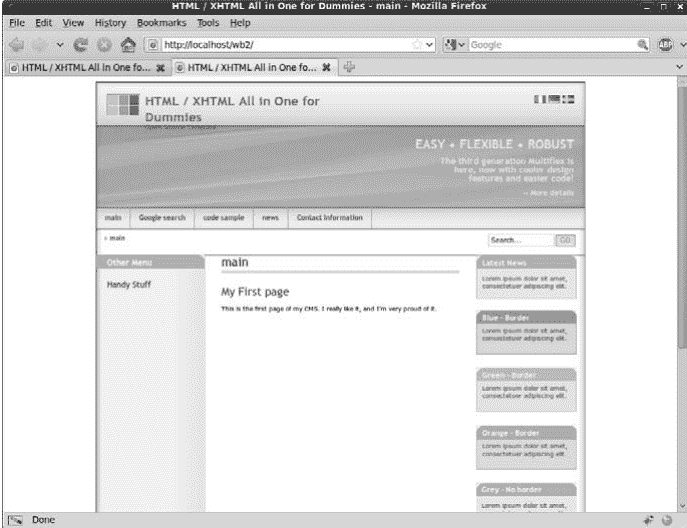 HTML / XHTML All in One for Dummies - main - Mozilla Firefox
File Edit View History Bookmarks Tools Help
http://localhost/wb2/
Google
ABP
HTML / XHTML All in One fo...
HTML / XHTML All in One fo...
HTML / XHTML All in One for
Dummies
Open Source Template
EASY • FLEXIBLE • ROBUST
The third generation Multiflex is
here, now with cooler design
features and easier code!
More details
main Google search code sample news Contact Information
main
Search... GO
Other Menu
Handy Stuff
main
My First page
This is the first page of my CMS. I really like it, and I'm very proud of it.
Latest News
Lorem ipsum dolor sit amet,
consectetuer adipiscing elit.
Blue - Border
Lorem ipsum dolor sit amet,
consectetuer adipiscing elit.
Green - Border
Lorem ipsum dolor sit amet,
consectetuer adipiscing elit.
Orange - Border
Lorem ipsum dolor sit amet,
consectetuer adipiscing elit.
Grey - No border
Lorem ipsum dolor sit amet,
Done